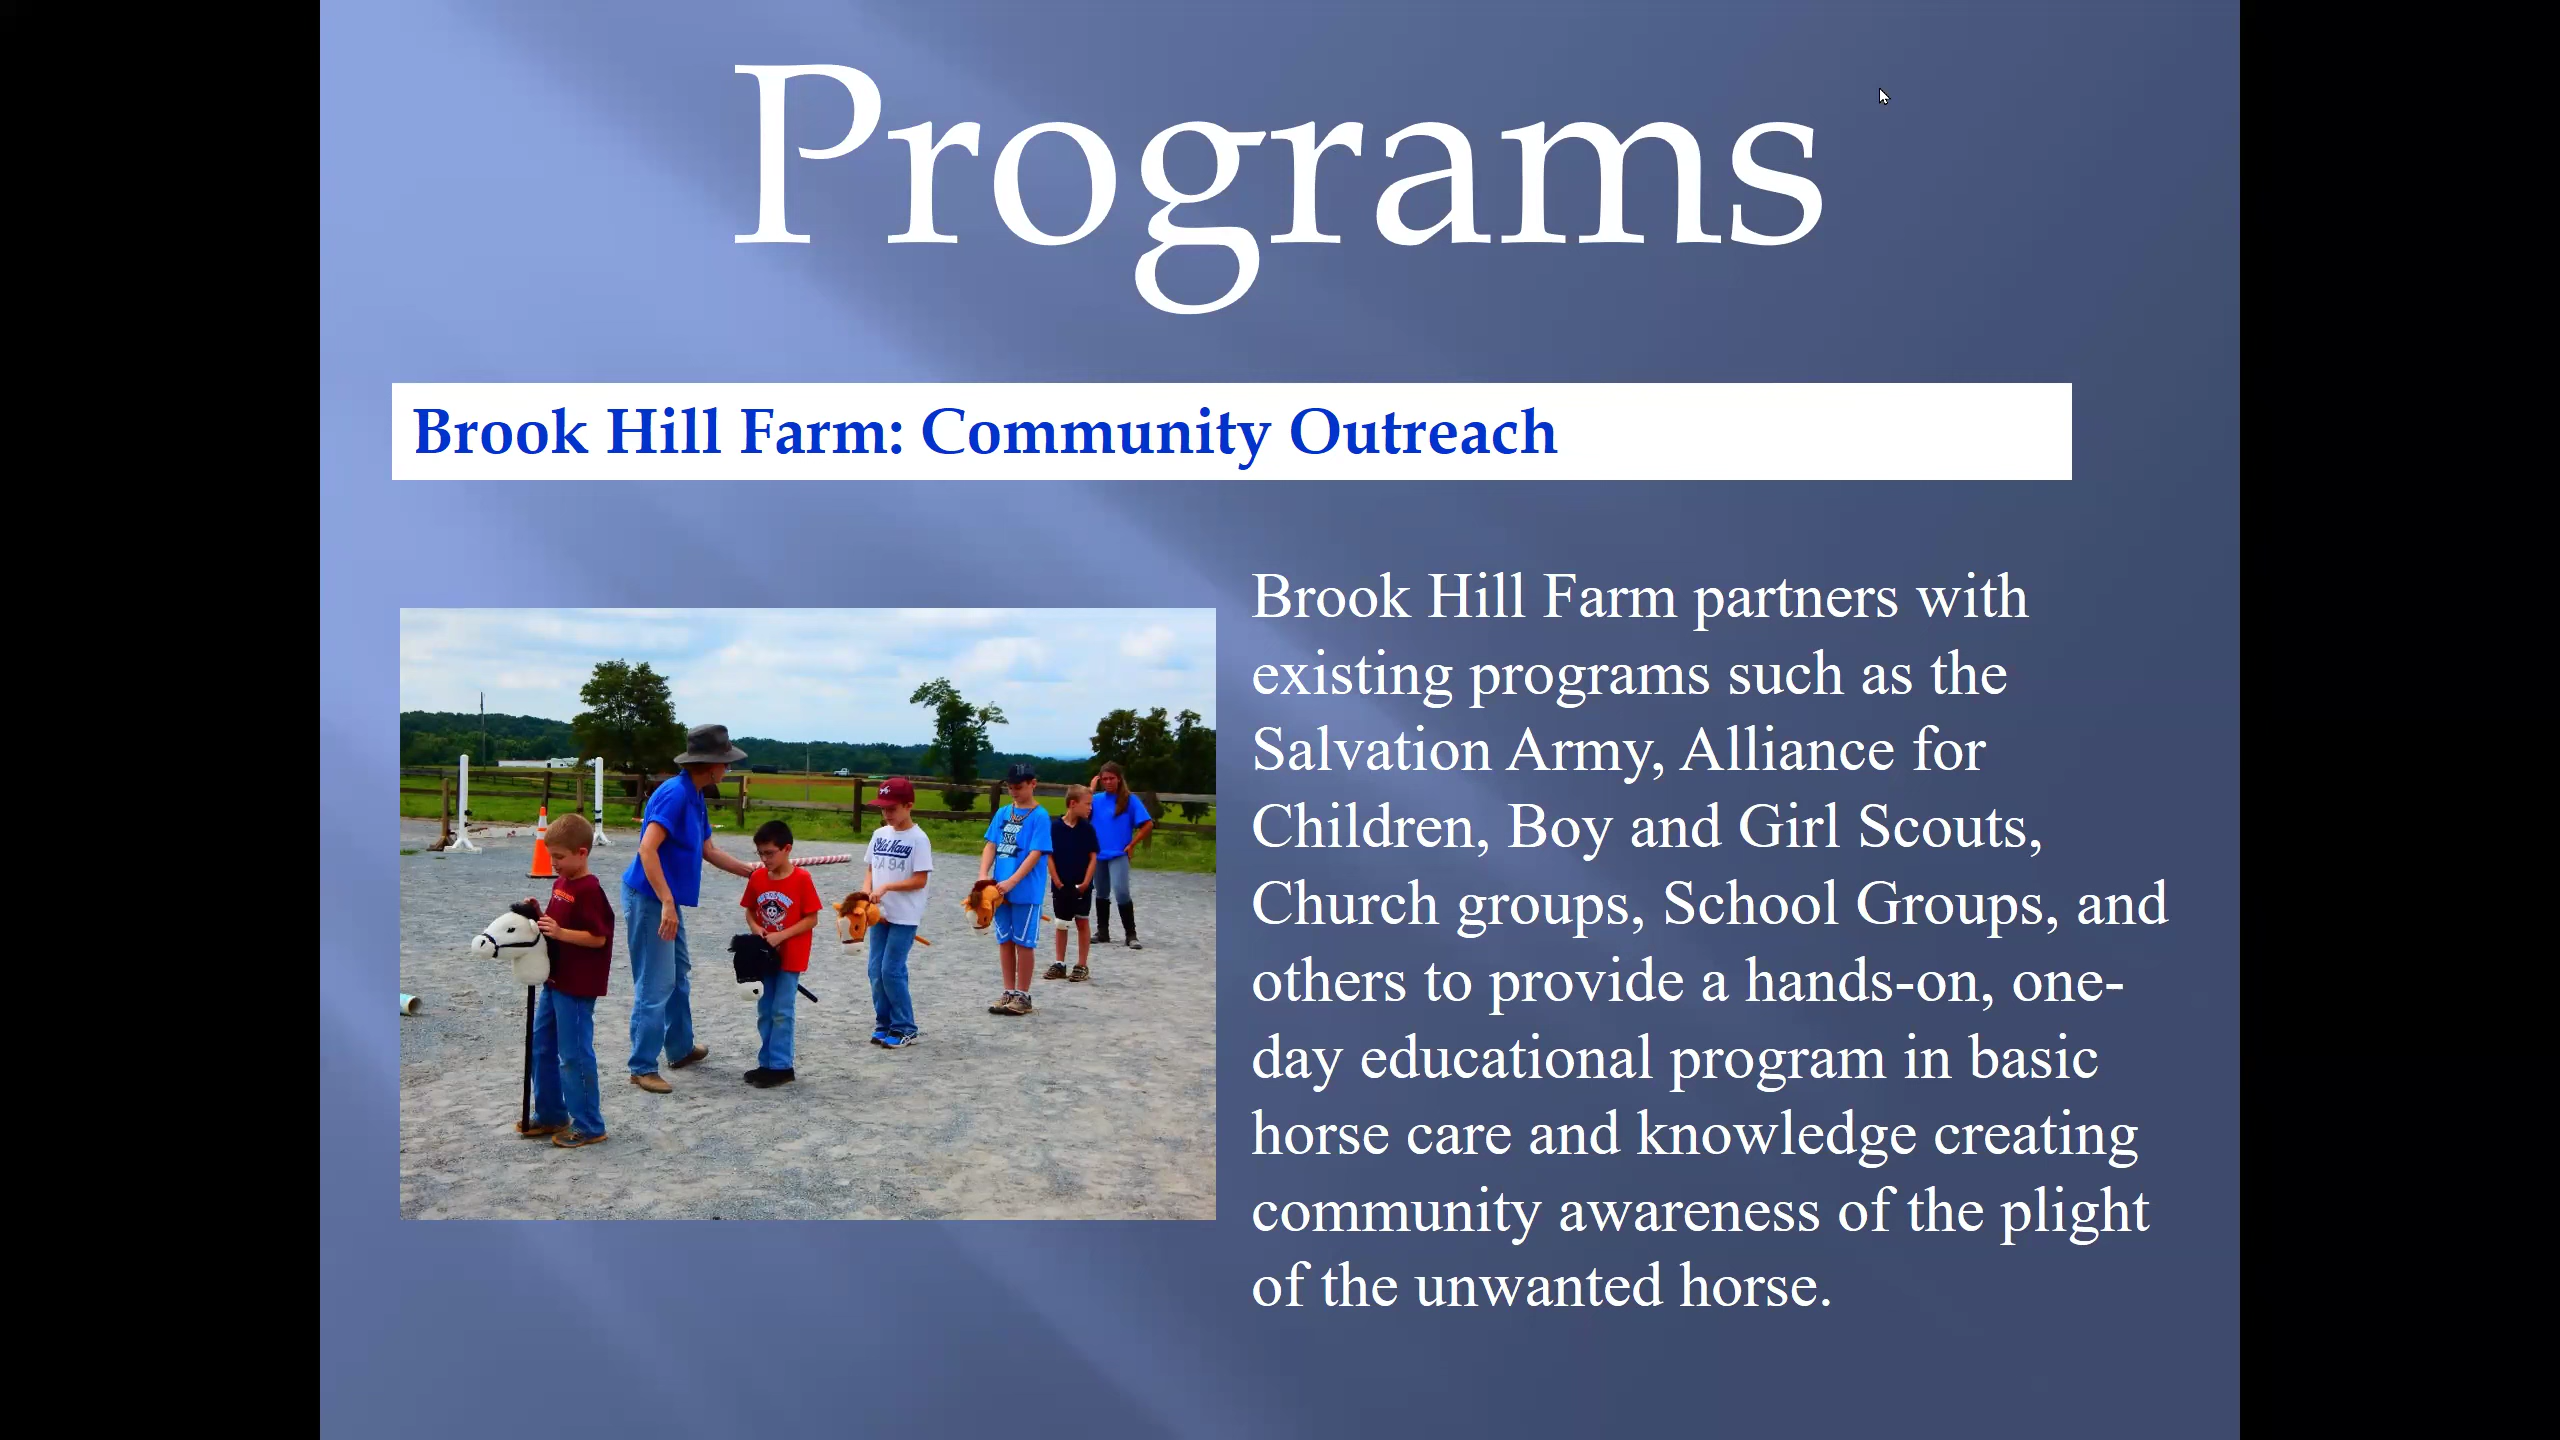 Programs
Brook Hill Farm: Community Outreach
Brook Hill Farm partners with
existing programs such as the
Salvation Army, Alliance for
Children, Boy and Girl Scouts,
Church groups, School Groups, and
others to provide a hands-on, one-
day educational program in basic
horse care and knowledge creating
community awareness of the plight
of the unwanted horse.
Old Navy